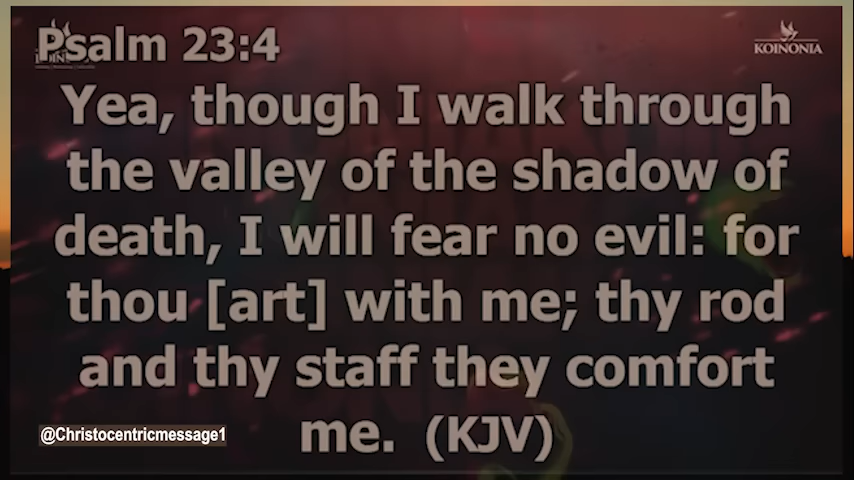 Psalm 23:4
KOINONIA
Yea, though I walk through
the valley of the shadow of
death, I will fear no evil: for
thou [art] with me; thy rod
and thy staff they comfort
me. (KJV)
@Christocentricmessage1